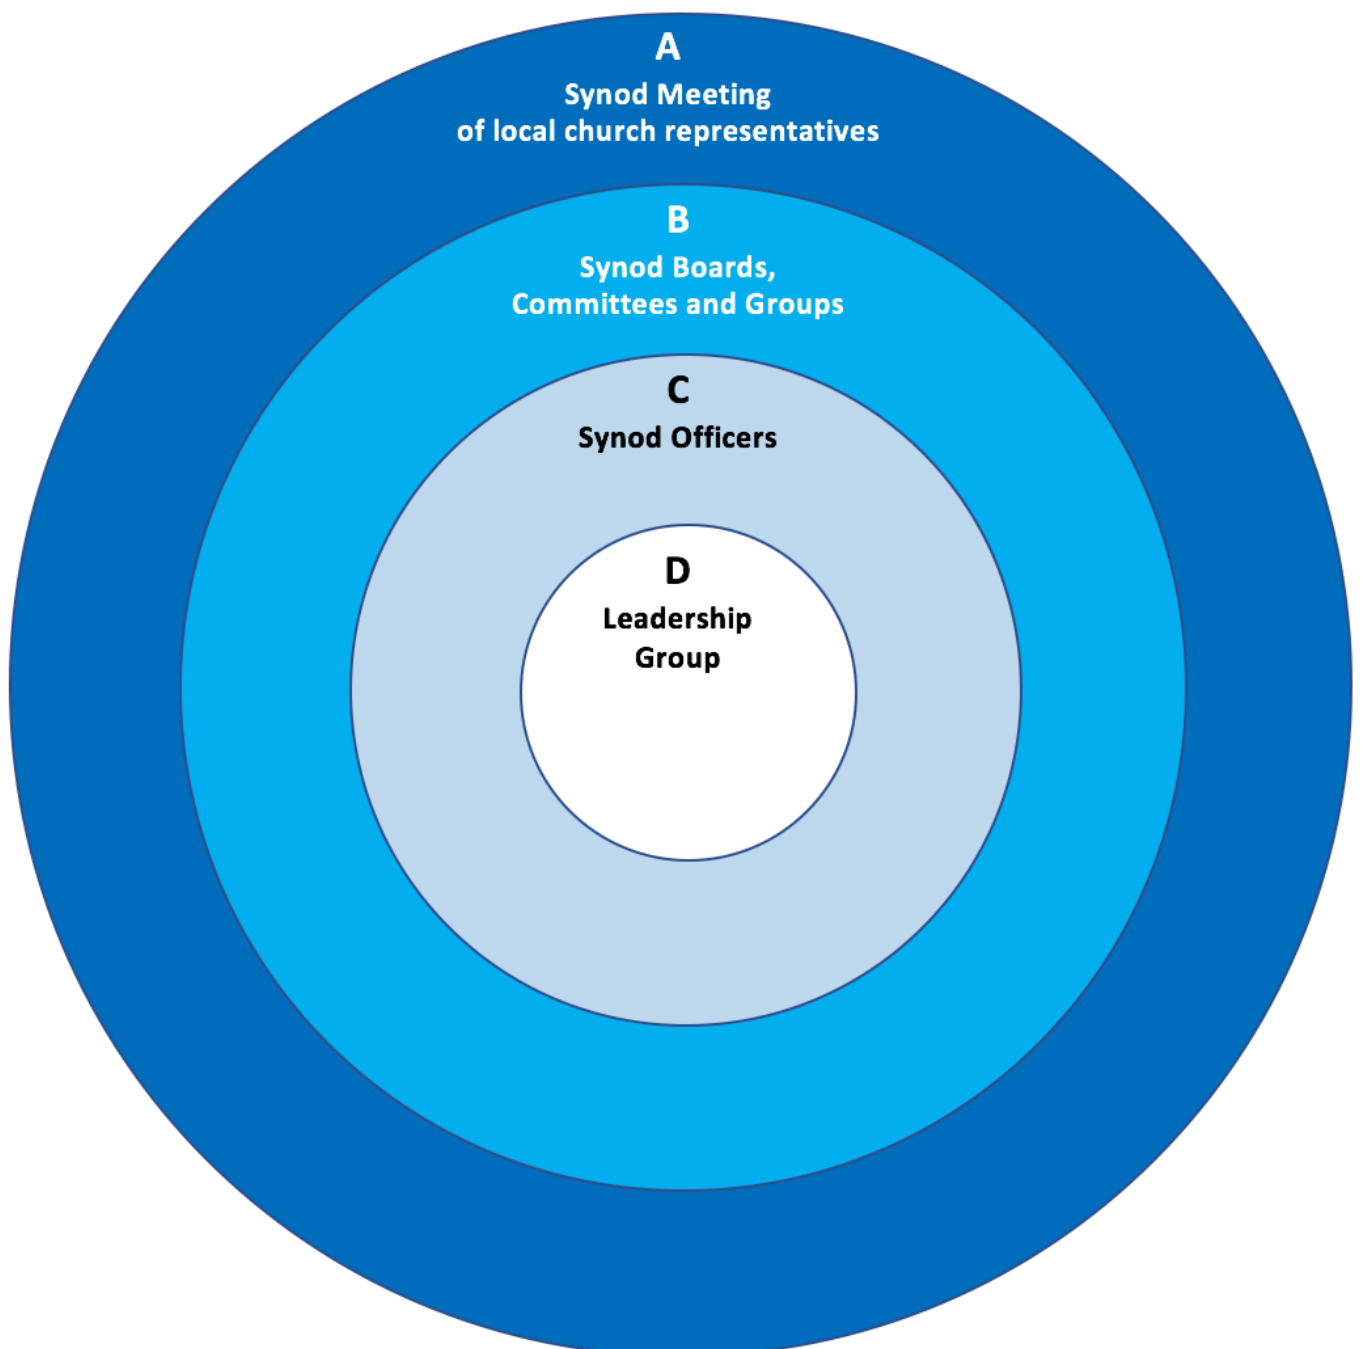 A
Synod Meeting
of local church representatives
B
Synod Boards,
Committees and Groups
C
Synod Officers
D
Leadership
Group